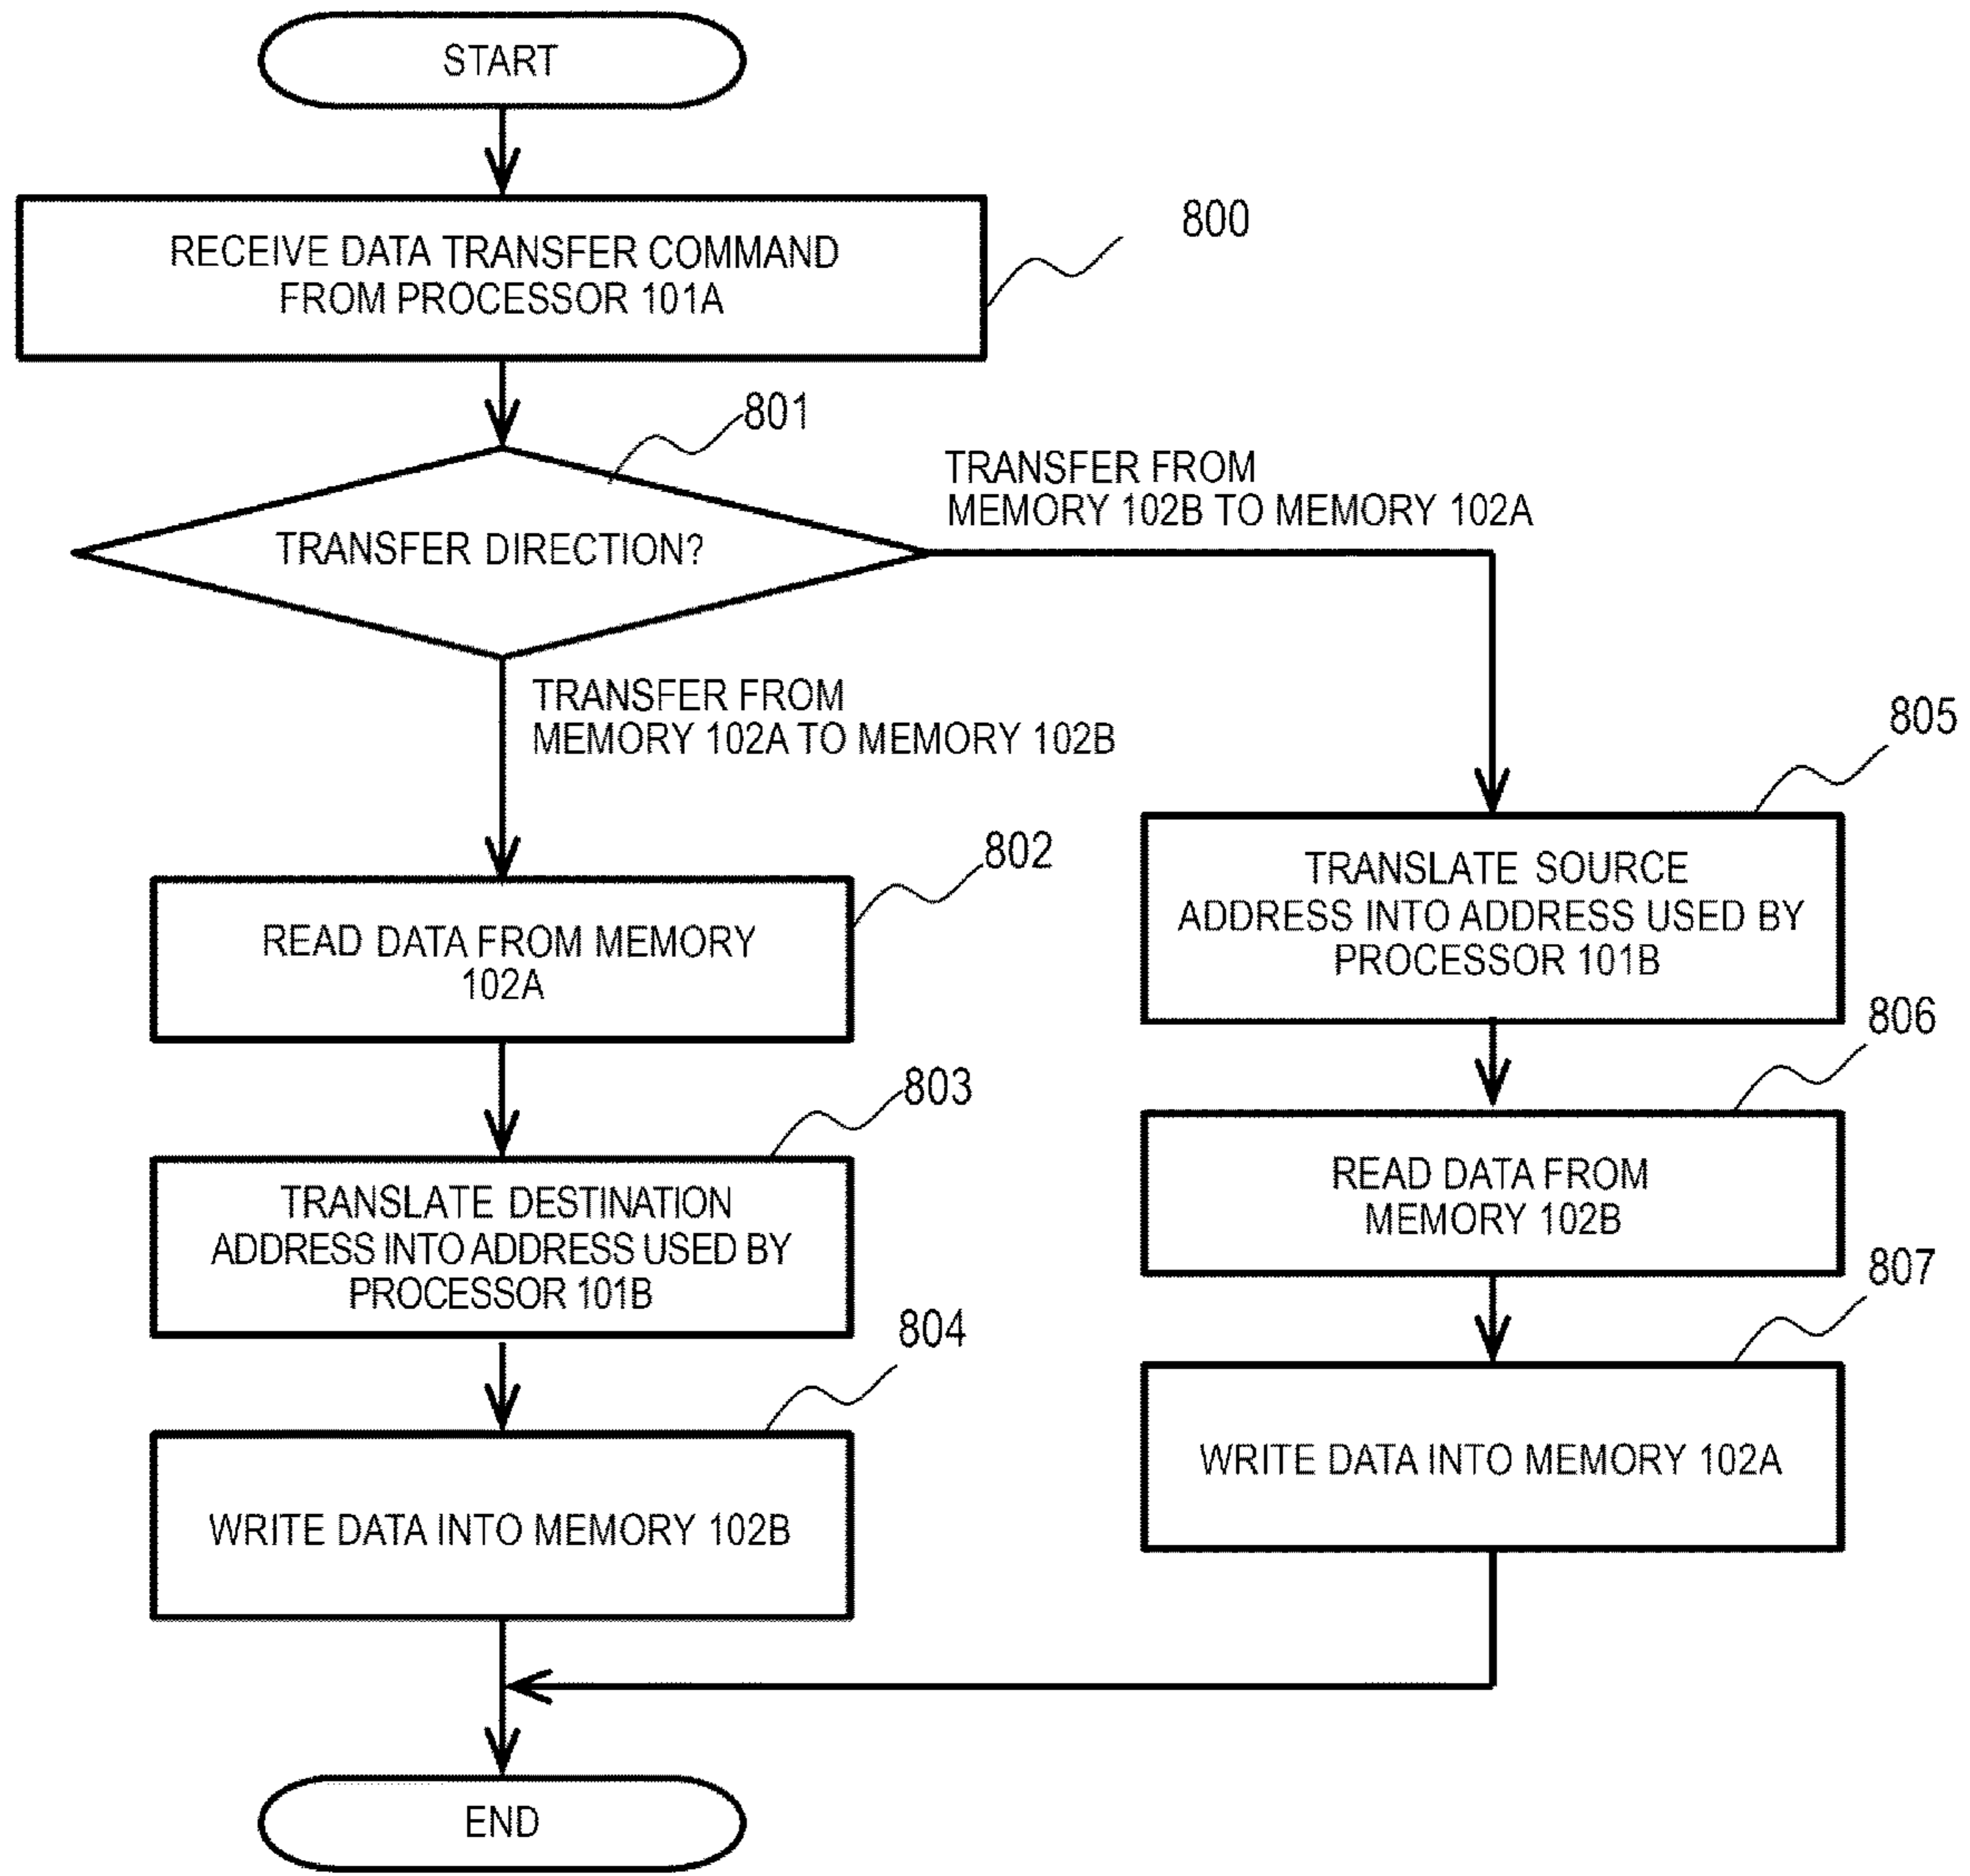 START
RECEIVE DATA TRANSFER COMMAND
FROM PROCESSOR 101A
800
801
TRANSFER DIRECTION?
TRANSFER FROM
MEMORY 102B TO MEMORY 102A
TRANSFER FROM
MEMORY 102A TO MEMORY 102B
802
READ DATA FROM MEMORY
102A
803
TRANSLATE DESTINATION
ADDRESS INTO ADDRESS USED BY
PROCESSOR 101B
804
WRITE DATA INTO MEMORY 102B
805
TRANSLATE SOURCE
ADDRESS INTO ADDRESS USED BY
PROCESSOR 101B
806
READ DATA FROM
MEMORY 102B
807
WRITE DATA INTO MEMORY 102A
END